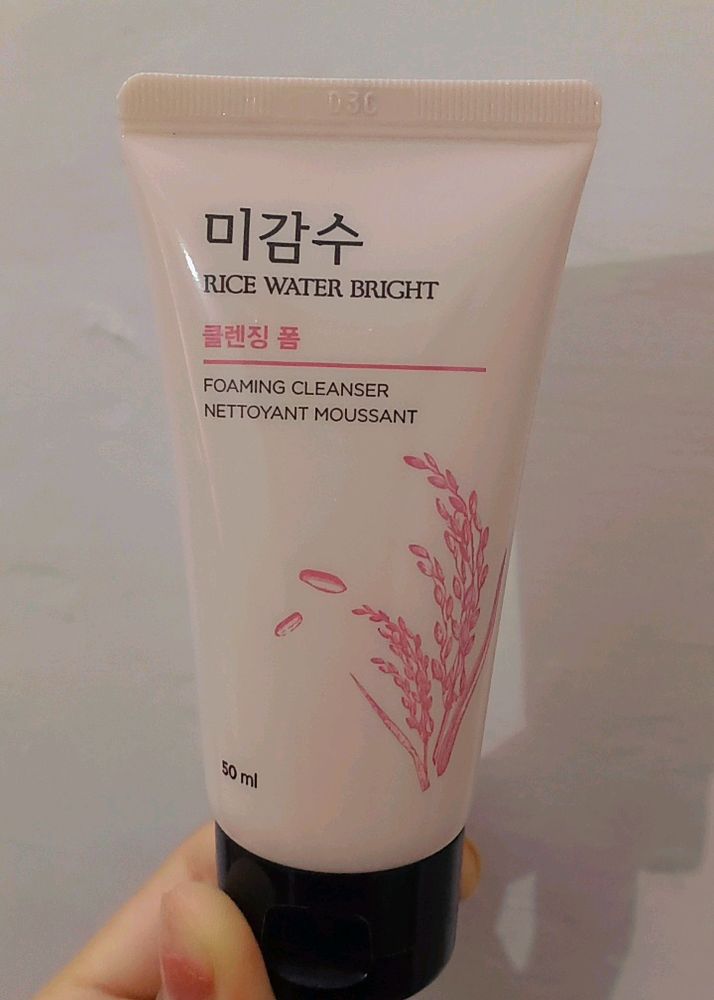 미감수
RICE WATER BRIGHT
클렌징 폼
FOAMING CLEANSER
NETTOYANT MOUSSANT
50 ml